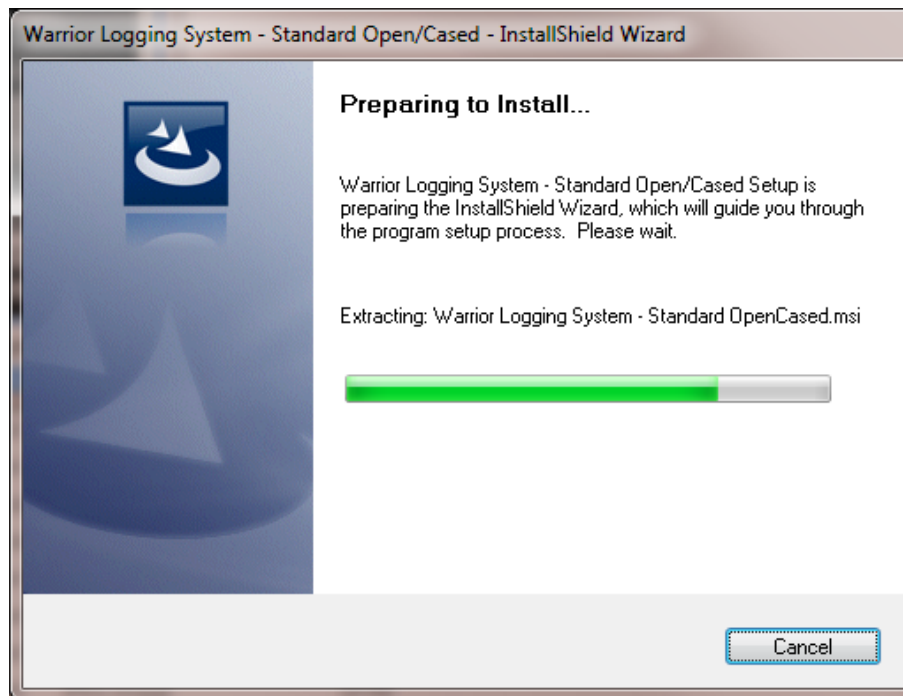 Warrior Logging System - Standard Open/Cased - InstallShield Wizard
Preparing to Install...
Warrior Logging System - Standard Open/Cased Setup is
preparing the InstallShield Wizard, which will guide you through
the program setup process.  Please wait.
Extracting: Warrior Logging System - Standard OpenCased.msi
Cancel